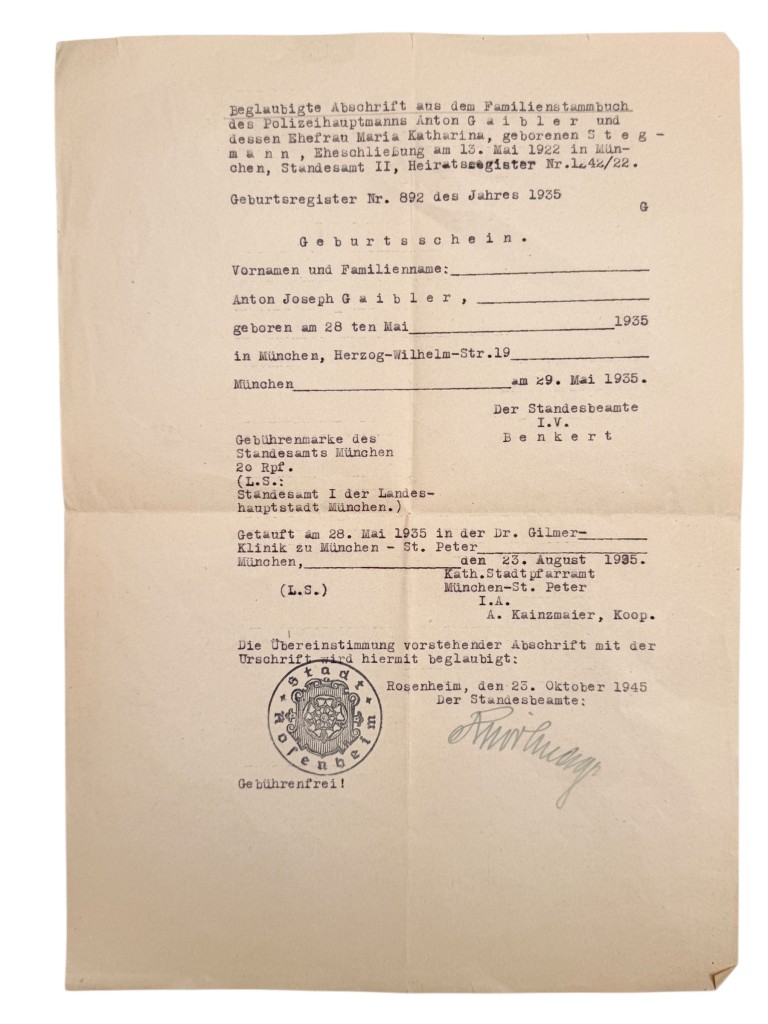 Beglaubigte Abschrift aus dem Familienstammbuch
des Polizeihauptmanns Anton G a i b l e r und
dessen Ehefrau Maria Katharina, geborenen S t e g -
m a n n , Eheschließung am 13. Mai 1922 in Mün-
chen, Standesamt II, Heiratsregister Nr.1242/22.
Geburtsregister Nr. 892 des Jahres 1935
G
G e b u r t s s c h e i n .
Vornamen und Familienname:
Anton Joseph G a i b l e r ,
geboren am 28 ten Mai 1935
in München, Herzog-Wilhelm-Str.19
München am 29. Mai 1935.
Der Standesbeamte
I.V.
B e n k e r t
Gebührenmarke des
Standesamts München
20 Rpf.
(L.S.:
Standesamt I der Landes-
hauptstadt München.)
Getauft am 28. Mai 1935 in der Dr. Gilmer-
Klinik zu München - St. Peter
München, den 23. August 1935.
Kath.Stadtpfarramt
(L.S.) München-St. Peter
I.A.
A. Kainzmaier, Koop.
Die Übereinstimmung vorstehender Abschrift mit der
Urschrift wird hiermit beglaubigt:
Rosenheim, den 23. Oktober 1945
Der Standesbeamte:
Stadt Rosenheim
Gebührenfrei!